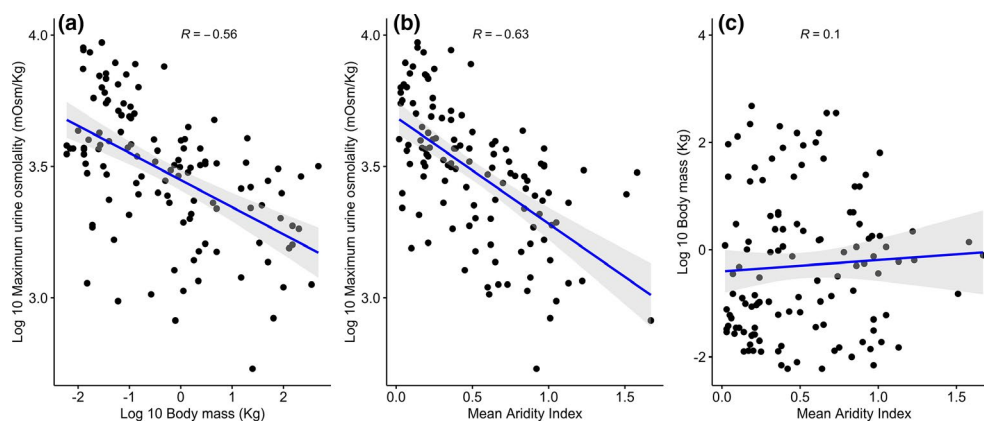 (a)
R = −0.56
4.0
3.5
3.0
Log 10 Maximum urine osmolality (mOsm/Kg)
-2
-1
0
1
2
Log 10 Body mass (Kg)
(b)
R = −0.63
4.0
3.5
3.0
Log 10 Maximum urine osmolality (mOsm/Kg)
0.0
0.5
1.0
1.5
Mean Aridity Index
(c)
R = 0.1
2
0
-2
Log 10 Body mass (Kg)
0.0
0.5
1.0
1.5
Mean Aridity Index